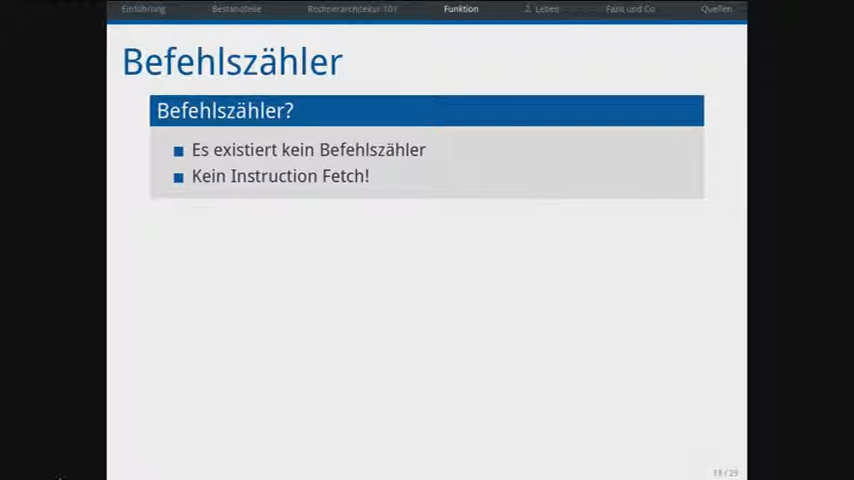 Einführung Bestandteile Rechnerarchitektur 101 Funktion 2. Leben Fazit und Co Quellen
Befehlszähler
Befehlszähler?
Es existiert kein Befehlszähler
Kein Instruction Fetch!
18 / 29